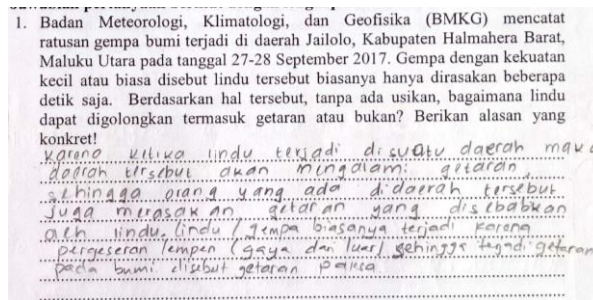 1. Badan Meteorologi, Klimatologi, dan Geofisika (BMKG) mencatat
ratusan gempa bumi terjadi di daerah Jailolo, Kabupaten Halmahera Barat,
Maluku Utara pada tanggal 27-28 September 2017. Gempa dengan kekuatan
kecil atau biasa disebut lindu tersebut biasanya hanya dirasakan beberapa
detik saja. Berdasarkan hal tersebut, tanpa ada usikan, bagaimana lindu
dapat digolongkan termasuk getaran atau bukan? Berikan alasan yang
konkret!
karena ketika lindu terjadi di suatu daerah maka
daerah tersebut akan mengalami getaran
sehingga orang yang ada didaerah tersebut
juga merasakan getaran yang disebabkan
oleh lindu. Lindu / gempa biasanya terjadi karena
pergeseran lempen (gaya dari luar) sehingga terjadi getaran
pada bumi disebut getaran paksa